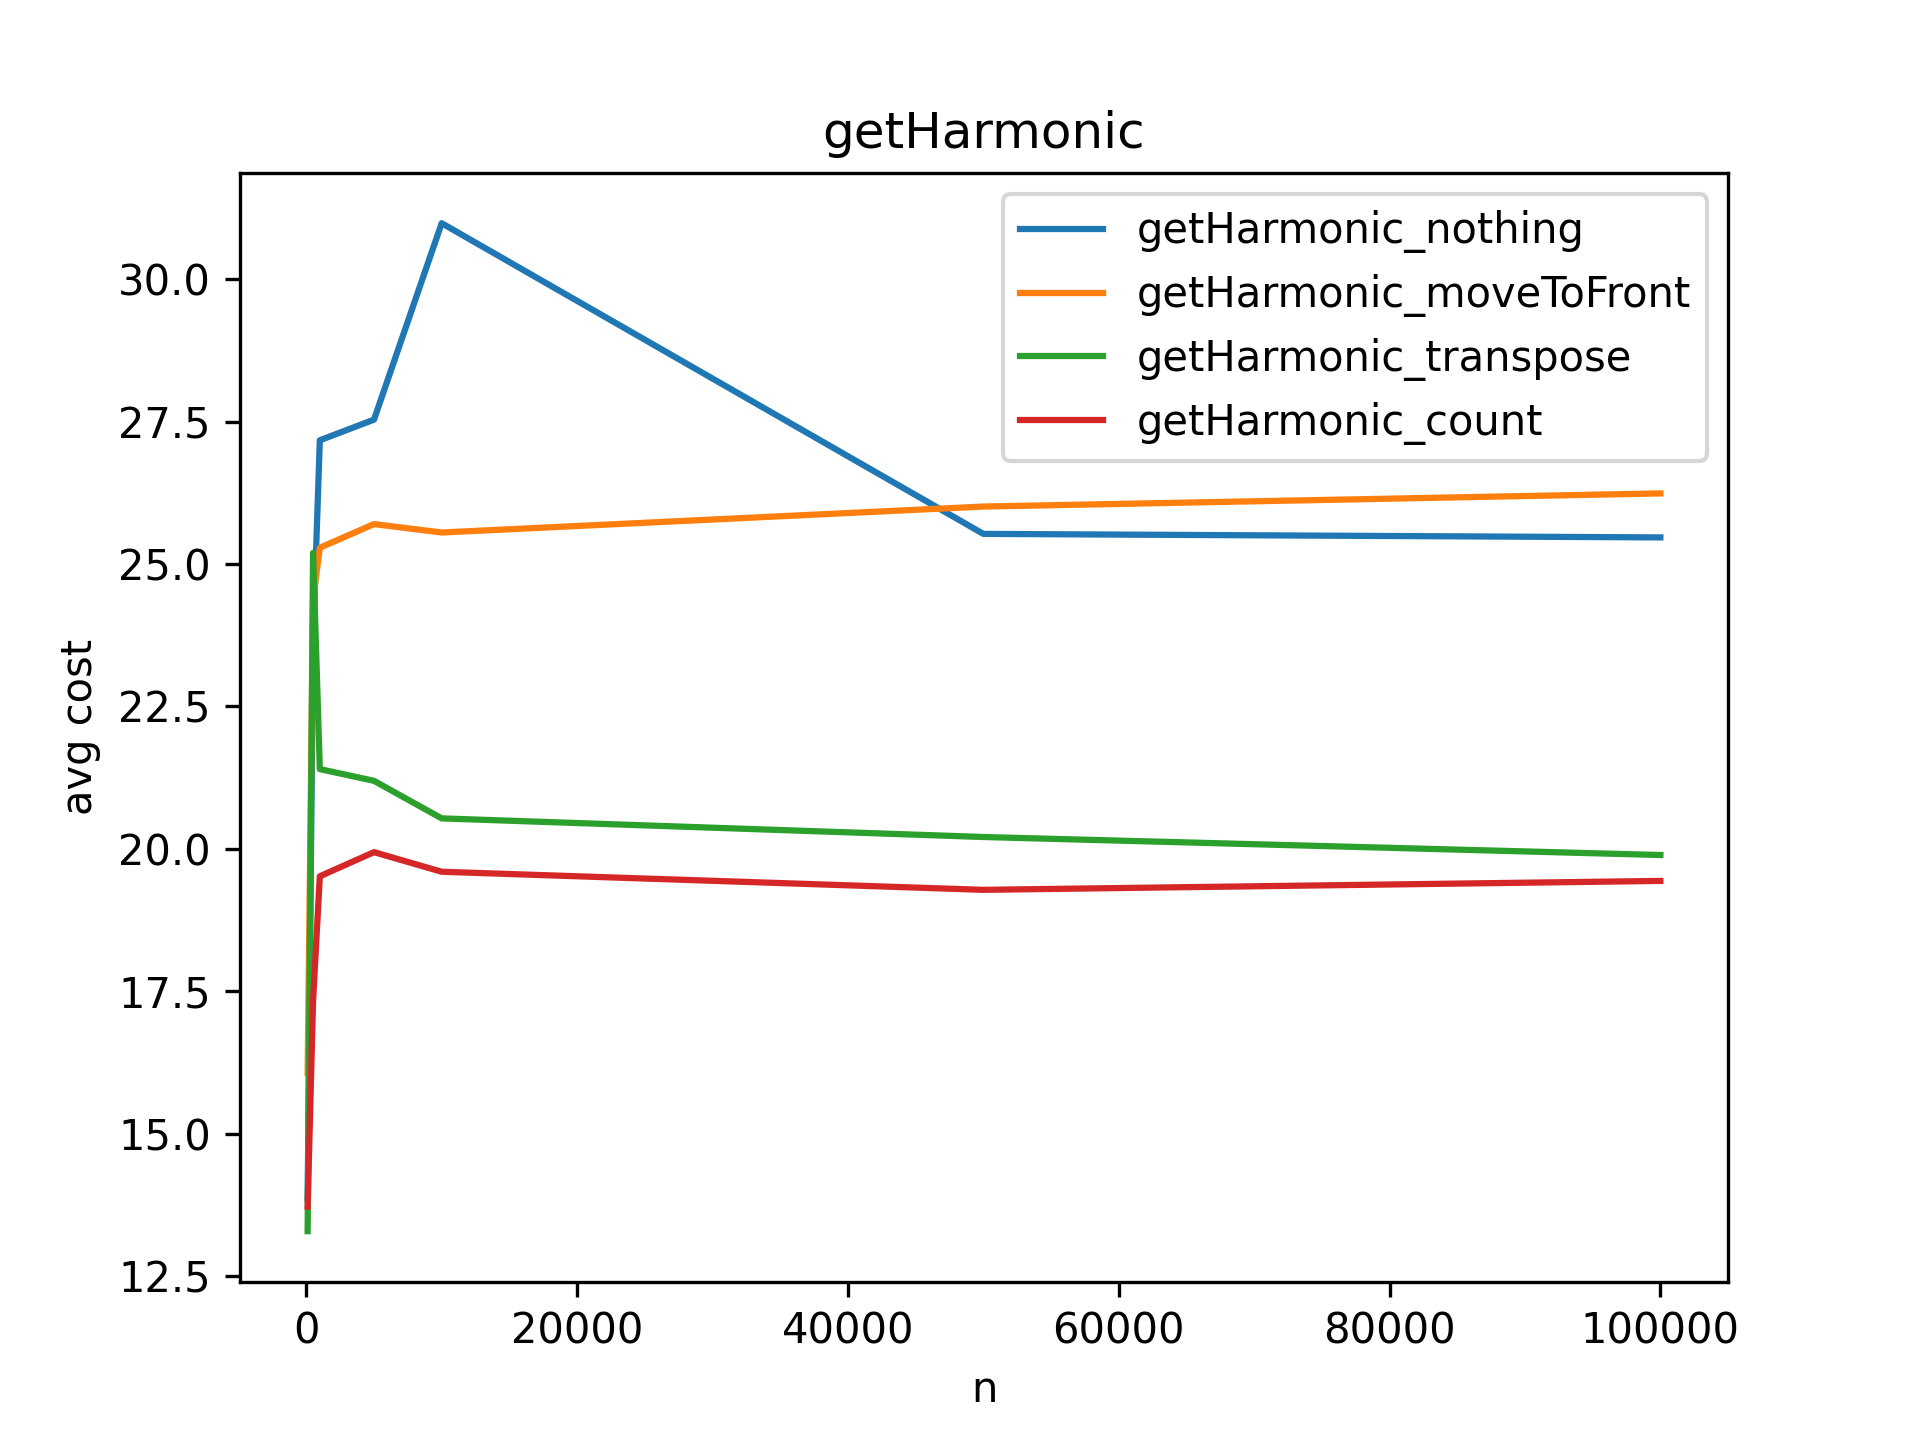 getHarmonic
getHarmonic_nothing
getHarmonic_moveToFront
getHarmonic_transpose
getHarmonic_count
30.0
27.5
25.0
22.5
20.0
17.5
15.0
12.5
avg cost
0 20000 40000 60000 80000 100000
n